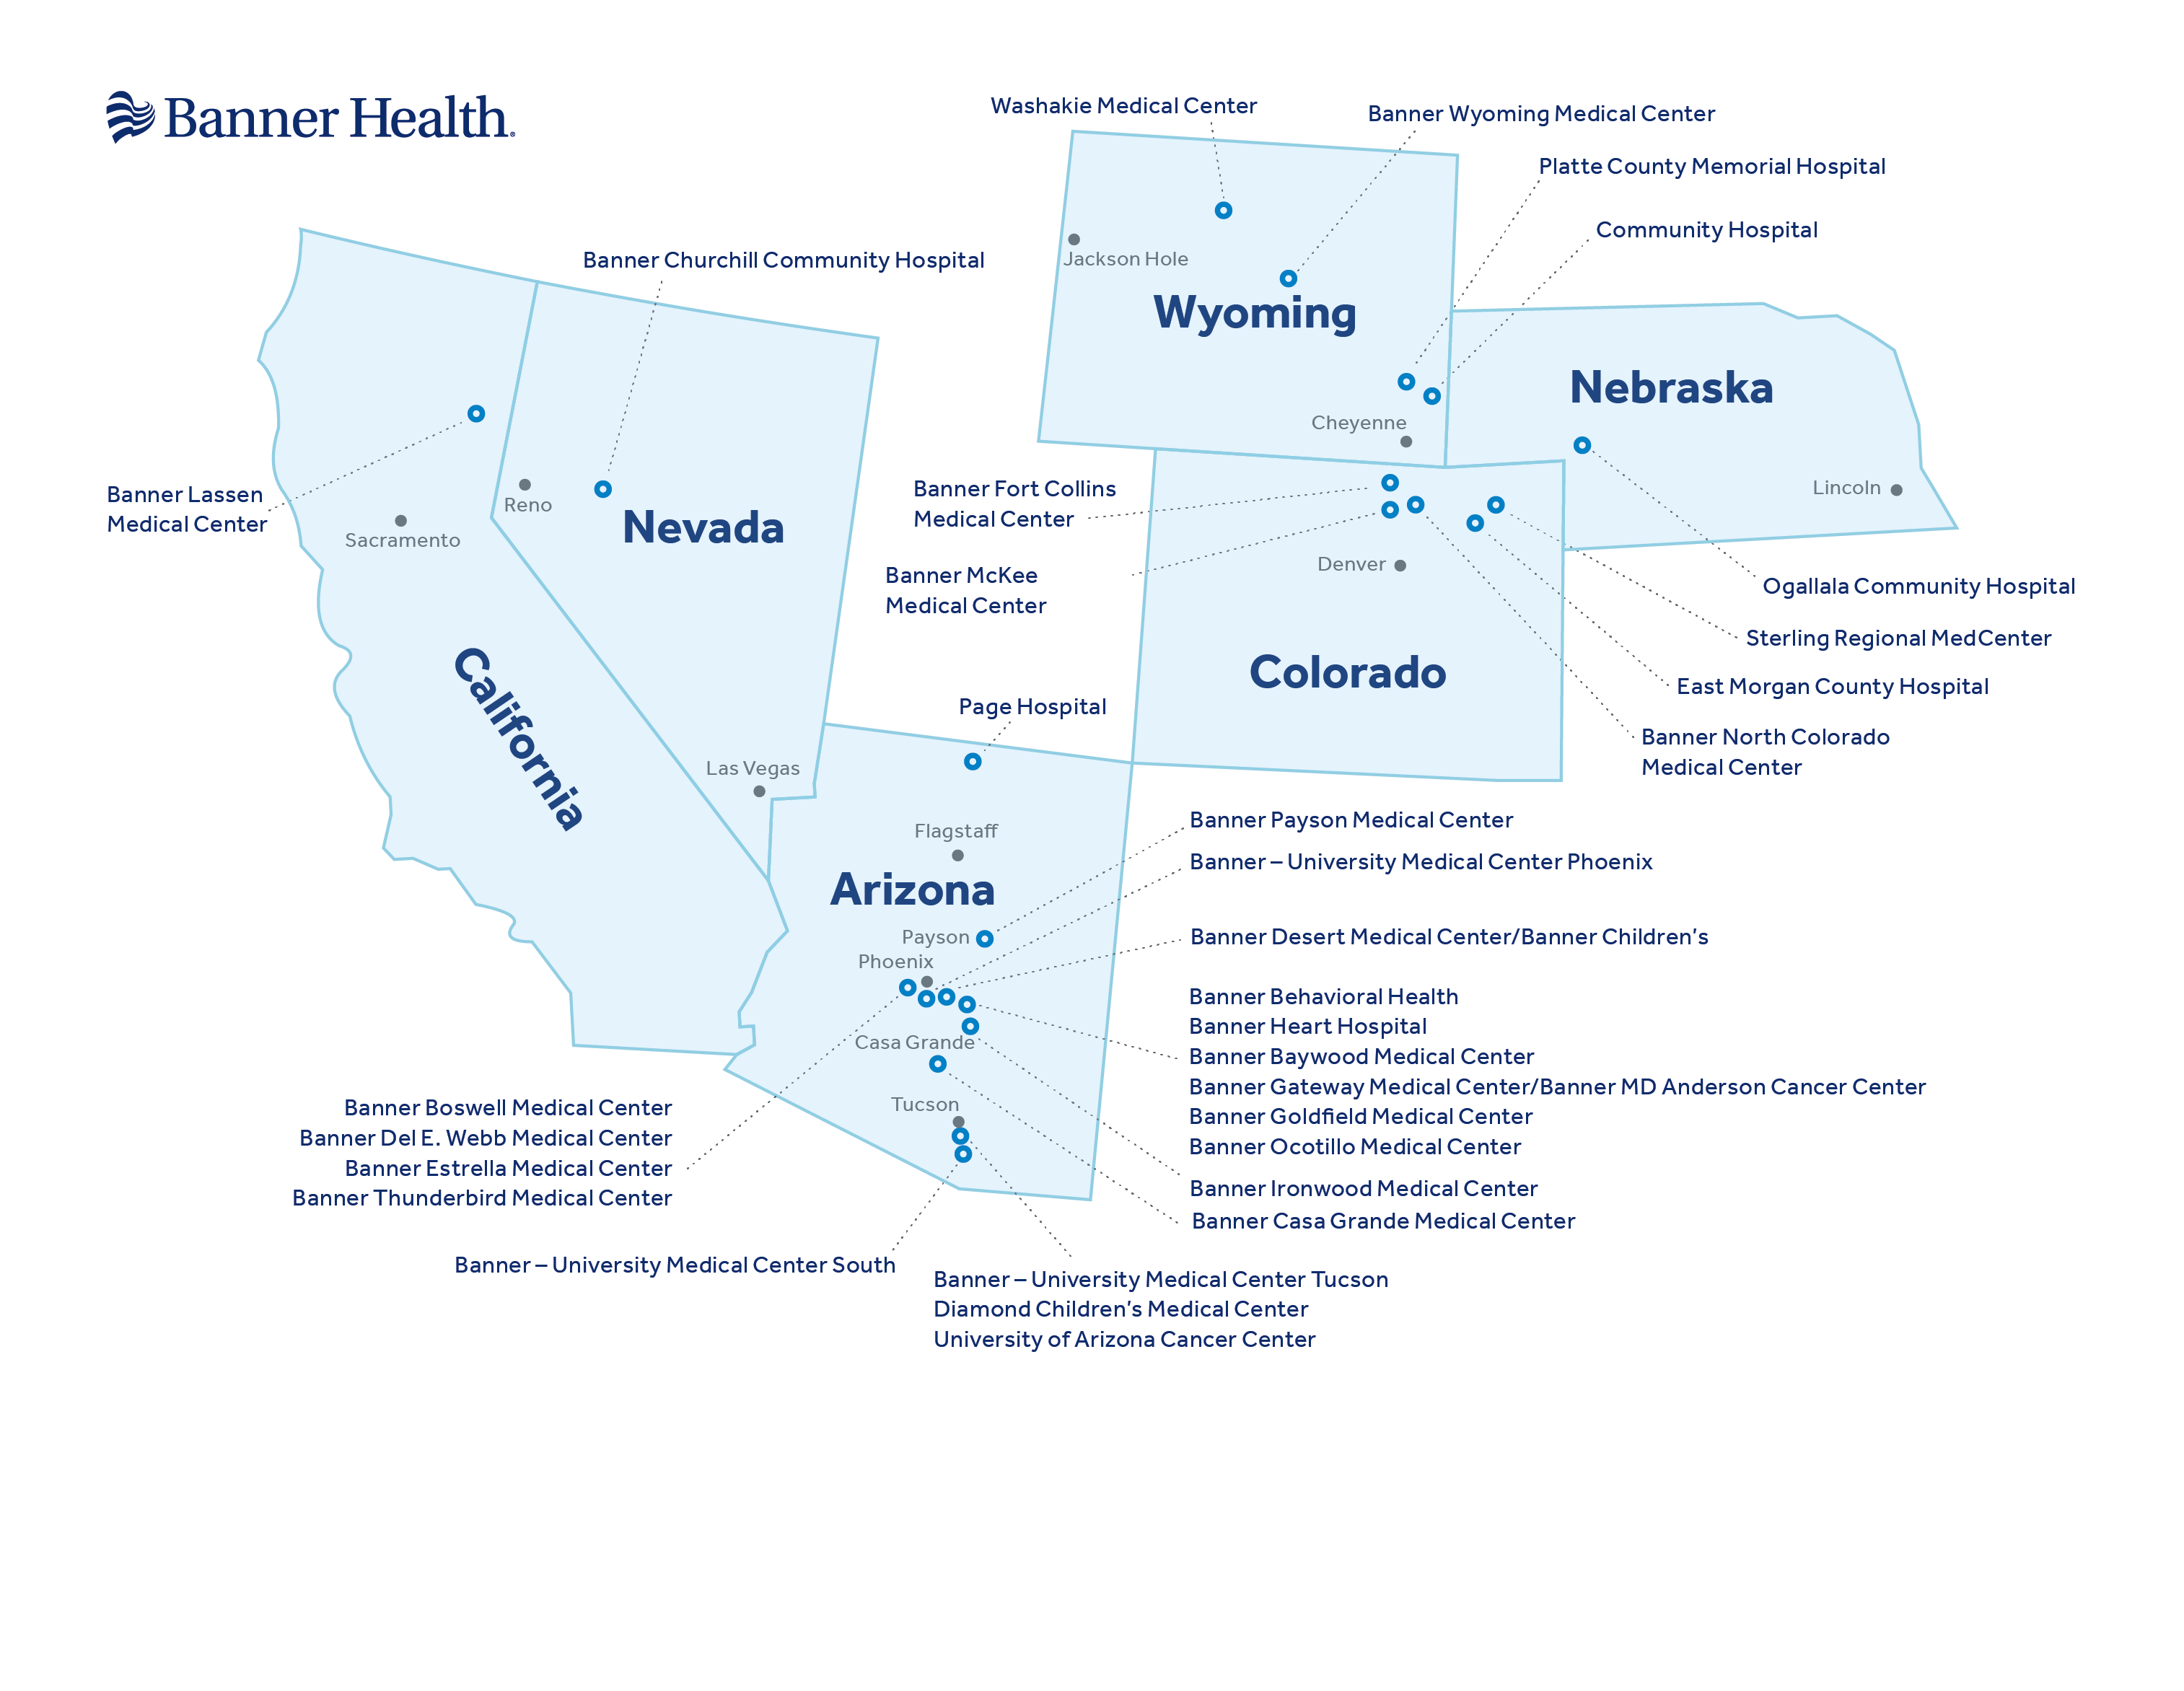 Banner Health®
Washakie Medical Center
Banner Wyoming Medical Center
Platte County Memorial Hospital
Community Hospital
Banner Churchill Community Hospital
Jackson Hole
Wyoming
Nebraska
Cheyenne
Lincoln
Banner Lassen
Medical Center
Reno
Sacramento
Nevada
Banner Fort Collins
Medical Center
Banner McKee
Medical Center
Denver
Ogallala Community Hospital
Sterling Regional MedCenter
East Morgan County Hospital
Banner North Colorado
Medical Center
Colorado
California
Page Hospital
Las Vegas
Flagstaff
Arizona
Payson
Phoenix
Casa Grande
Tucson
Banner Payson Medical Center
Banner – University Medical Center Phoenix
Banner Desert Medical Center/Banner Children’s
Banner Behavioral Health
Banner Heart Hospital
Banner Baywood Medical Center
Banner Gateway Medical Center/Banner MD Anderson Cancer Center
Banner Goldfield Medical Center
Banner Ocotillo Medical Center
Banner Ironwood Medical Center
Banner Casa Grande Medical Center
Banner Boswell Medical Center
Banner Del E. Webb Medical Center
Banner Estrella Medical Center
Banner Thunderbird Medical Center
Banner – University Medical Center South
Banner – University Medical Center Tucson
Diamond Children’s Medical Center
University of Arizona Cancer Center